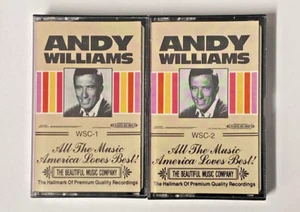 ANDY
WILLIAMS
WSC-1
All The Music
America Loves Best!
THE BEAUTIFUL MUSIC COMPANY
The Hallmark Of Premium Quality Recordings
ANDY
WILLIAMS
WSC-2
All The Music
America Loves Best!
THE BEAUTIFUL MUSIC COMPANY
The Hallmark Of Premium Quality Recordings